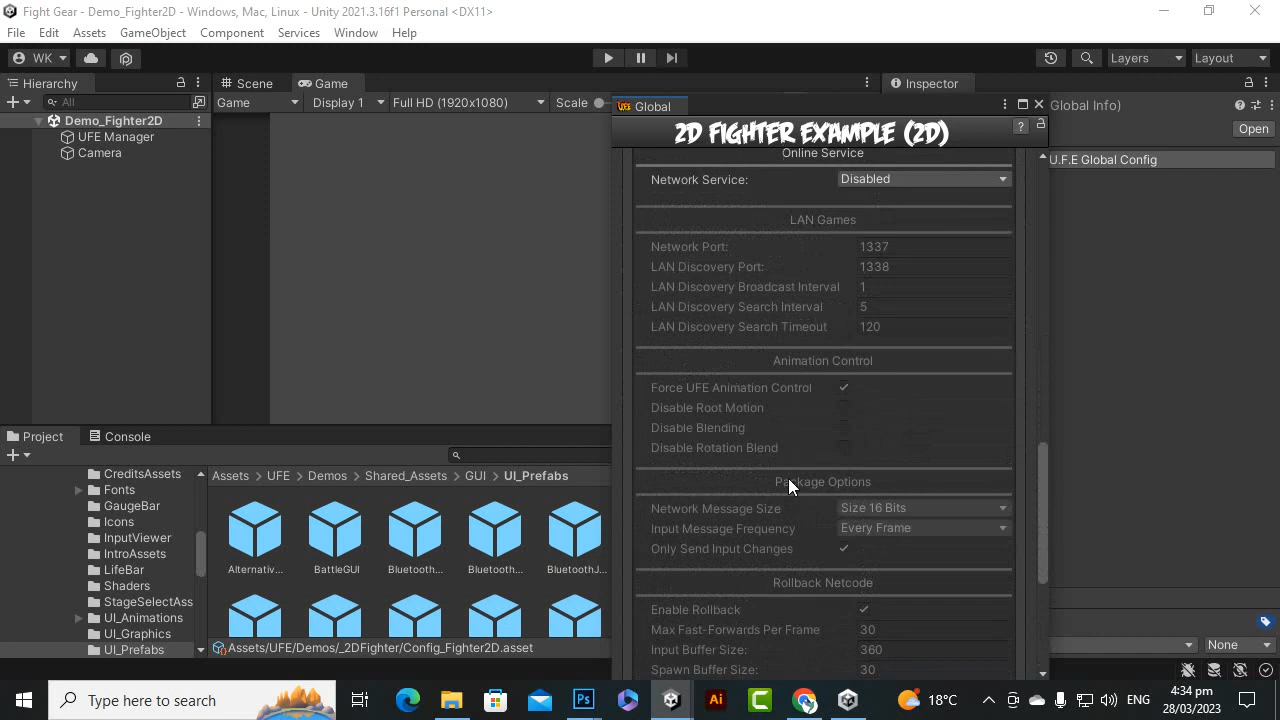 Fight Gear - Demo_Fighter2D - Windows, Mac, Linux - Unity 2021.3.16f1 Personal <DX11>
File Edit Assets GameObject Component Services Window Help
WK Layers Layout
Hierarchy Scene Game Inspector
All Game Display 1 Full HD (1920x1080) Scale Global Global Info)
Demo_Fighter2D
UFE Manager
Camera
2D FIGHTER EXAMPLE (2D) ? Open
U.F.E Global Config
Online Service
Network Service: Disabled
LAN Games
Network Port: 1337
LAN Discovery Port: 1338
LAN Discovery Broadcast Interval 1
LAN Discovery Search Interval 5
LAN Discovery Search Timeout 120
Animation Control
Force UFE Animation Control
Disable Root Motion
Disable Blending
Disable Rotation Blend
Package Options
Network Message Size Size 16 Bits
Input Message Frequency Every Frame
Only Send Input Changes
Rollback Netcode
Enable Rollback
Max Fast-Forwards Per Frame 30
Input Buffer Size: 360
Spawn Buffer Size: 30
None
Project Console
CreditsAssets
Fonts
GaugeBar
Icons
InputViewer
IntroAssets
LifeBar
Shaders
StageSelectAss
UI_Animations
UI_Graphics
UI_Prefabs
Assets > UFE > Demos > Shared_Assets > GUI > UI_Prefabs
Alternativ... BattleGUI Bluetooth... Bluetooth... BluetoothJ...
Assets/UFE/Demos/_2DFighter/Config_Fighter2D.asset
Type here to search
Ps Ai C
18°C ENG 4:34 pm
28/03/2023